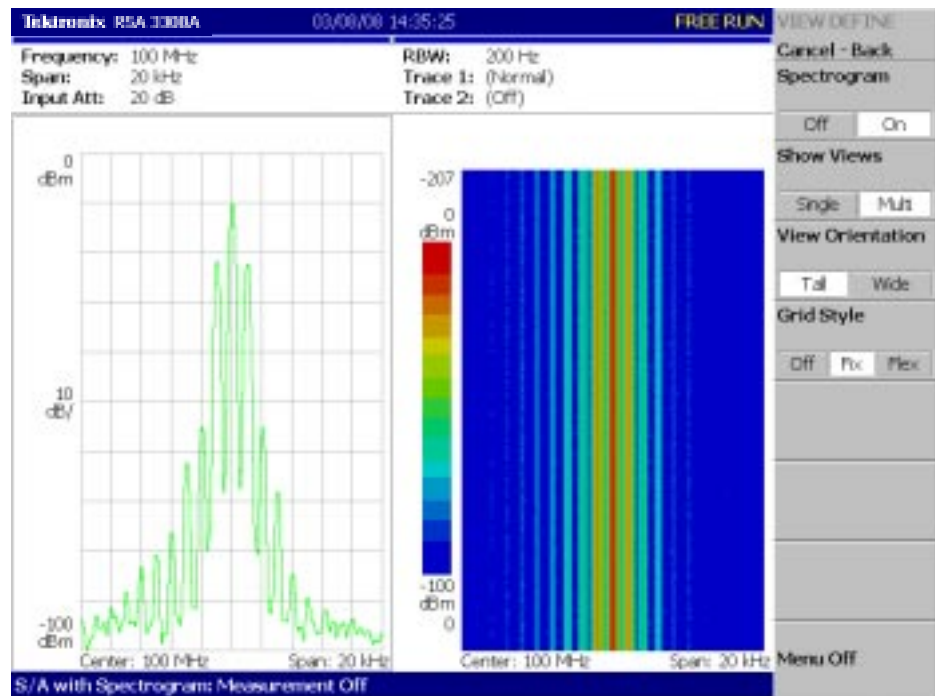 Tektronix RSA 3308A 03/08/08 14:35:25 FREE RUN
Frequency: 100 MHz
Span: 20 kHz
Input Att: 20 dB
RBW: 200 Hz
Trace 1: (Normal)
Trace 2: (Off)
0
dBm
10
dB/
-100
dBm
Center: 100 MHz Span: 20 kHz
-207
0
dBm
-100
dBm
0
Center: 100 MHz Span: 20 kHz
S/A with Spectrogram: Measurement Off
VIEW DEFINE
Cancel - Back
Spectrogram
Off On
Show Views
Single Multi
View Orientation
Tall Wide
Grid Style
Off Fix Flex
Menu Off